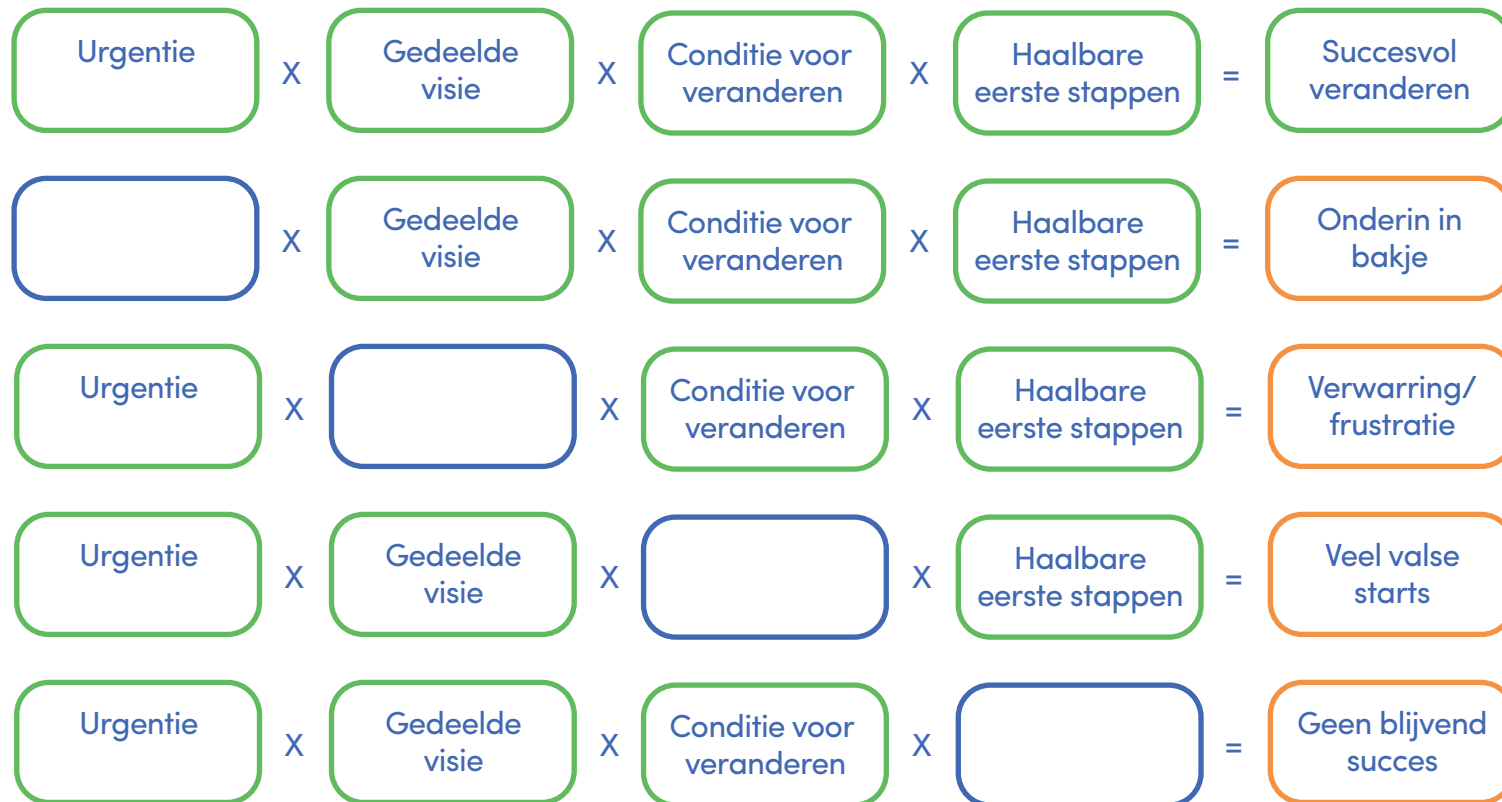 Urgentie X Gedeelde visie X Conditie voor veranderen X Haalbare eerste stappen = Succesvol veranderen
X Gedeelde visie X Conditie voor veranderen X Haalbare eerste stappen = Onderin in bakje
Urgentie X X Conditie voor veranderen X Haalbare eerste stappen = Verwarring/ frustratie
Urgentie X Gedeelde visie X X Haalbare eerste stappen = Veel valse starts
Urgentie X Gedeelde visie X Conditie voor veranderen X = Geen blijvend succes